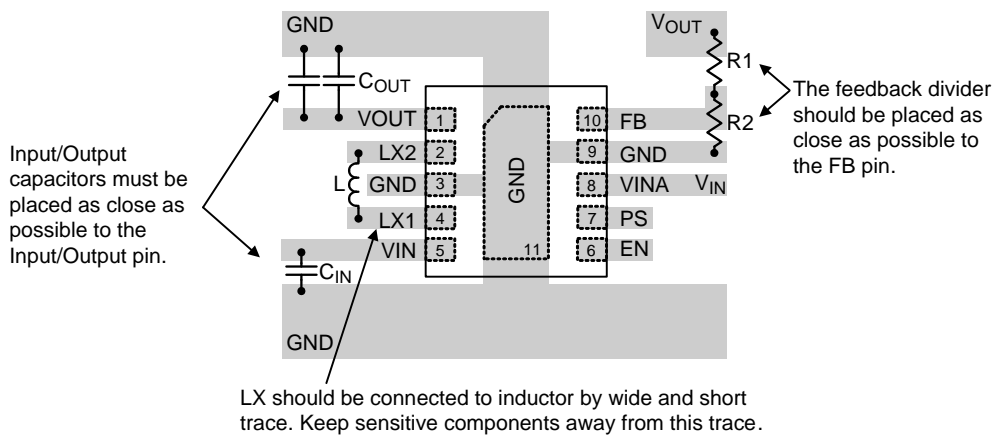 GND
VOUT
R1
COUT
The feedback divider
should be placed as
close as possible to
the FB pin.
VOUT 1
10 FB
R2
Input/Output
capacitors must be
placed as close as
possible to the
Input/Output pin.
LX2 2
9 GND
L
GND 3
GND
8 VINA
VIN
LX1 4
7 PS
VIN 5
11
6 EN
CIN
GND
LX should be connected to inductor by wide and short
trace. Keep sensitive components away from this trace.